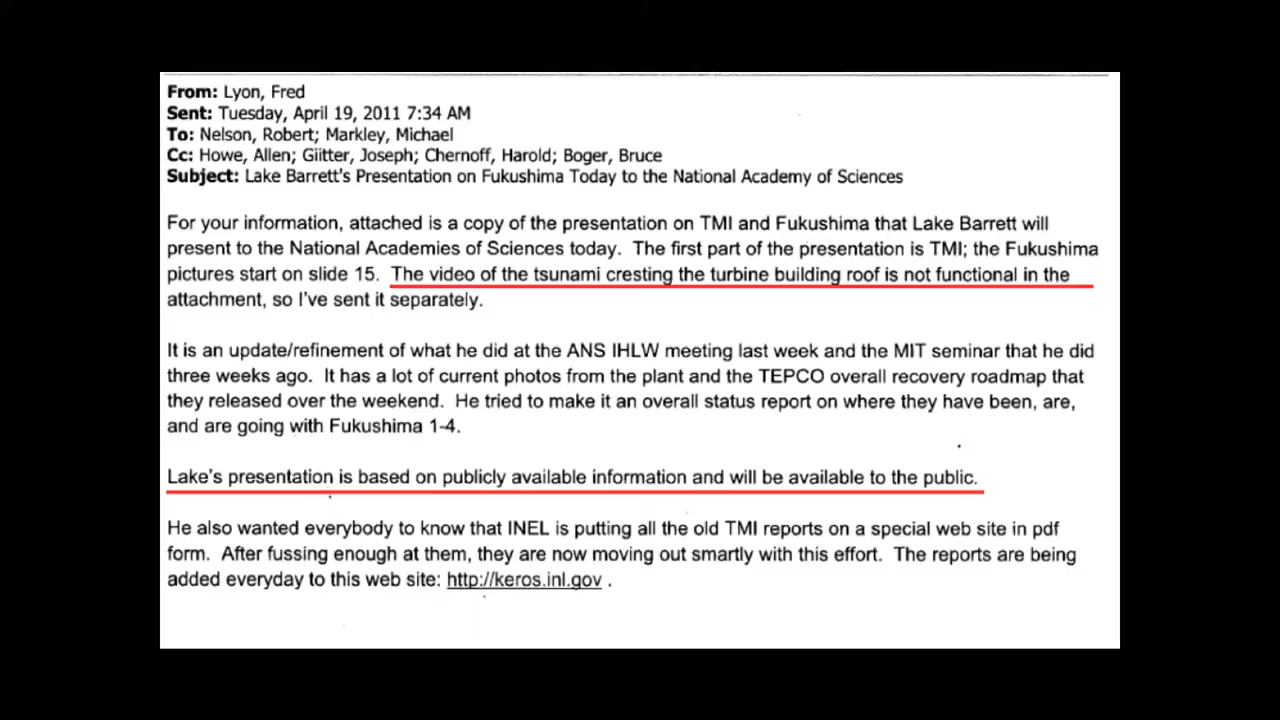 From: Lyon, Fred
Sent: Tuesday, April 19, 2011 7:34 AM
To: Nelson, Robert; Markley, Michael
Cc: Howe, Allen; Giitter, Joseph; Chernoff, Harold; Boger, Bruce
Subject: Lake Barrett's Presentation on Fukushima Today to the National Academy of Sciences
For your information, attached is a copy of the presentation on TMI and Fukushima that Lake Barrett will
present to the National Academies of Sciences today.  The first part of the presentation is TMI; the Fukushima
pictures start on slide 15.  The video of the tsunami cresting the turbine building roof is not functional in the
attachment, so I've sent it separately.
It is an update/refinement of what he did at the ANS IHLW meeting last week and the MIT seminar that he did
three weeks ago.  It has a lot of current photos from the plant and the TEPCO overall recovery roadmap that
they released over the weekend.  He tried to make it an overall status report on where they have been, are,
and are going with Fukushima 1-4.
Lake's presentation is based on publicly available information and will be available to the public.
He also wanted everybody to know that INEL is putting all the old TMI reports on a special web site in pdf
form.  After fussing enough at them, they are now moving out smartly with this effort.  The reports are being
added everyday to this web site: http://keros.inl.gov .